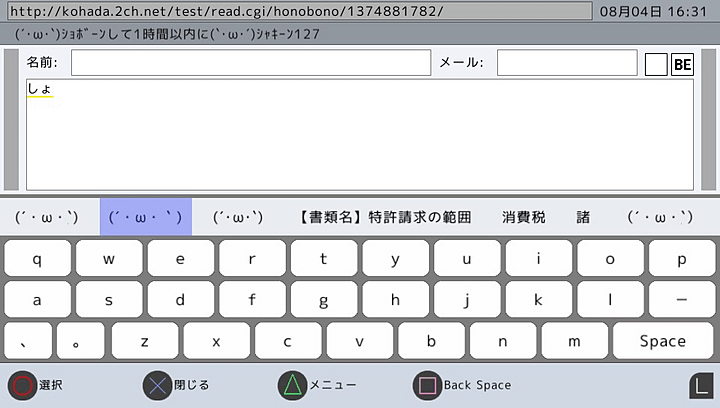 http://kohada.2ch.net/test/read.cgi/honobono/1374881782/ 08月04日 16:31
(´･ω･`)ｼｮﾎﾞｰﾝして1時間以内に(`･ω･´)ｼｬｷｰﾝ127
名前: メール: BE
しょ
(´・ω・`) (´・ω・｀) (´･ω･`) 【書類名】特許請求の範囲 消費税 諸 (´・ω・`)
q w e r t y u i o p
a s d f g h j k l ー
、 。 z x c v b n m Space
選択 閉じる メニュー Back Space L